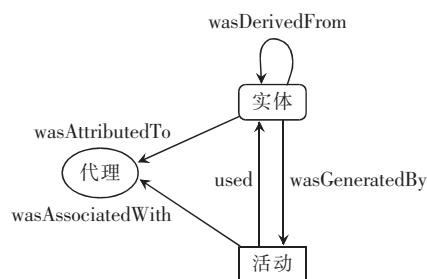 wasDerivedFrom
实体
wasAttributedTo
代理
used
wasGeneratedBy
wasAssociatedWith
活动